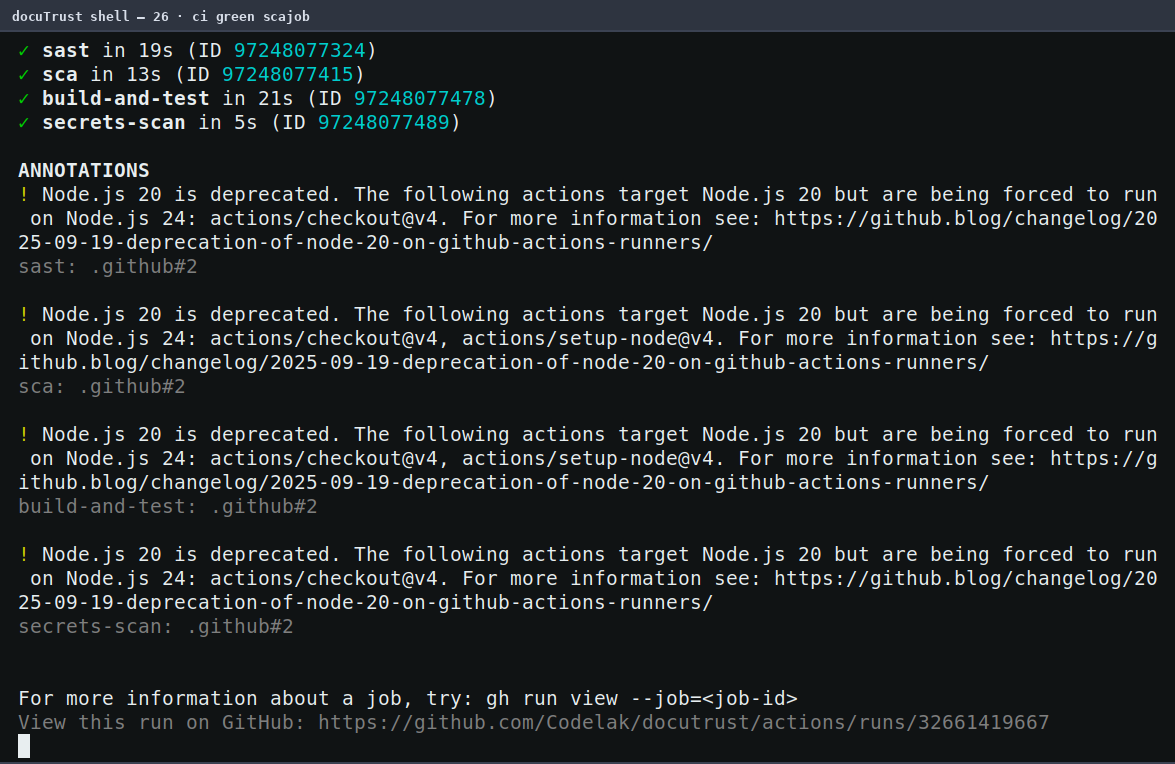 docuTrust shell — 26 · ci green scajob
✓ sast in 19s (ID 97248077324)
✓ sca in 13s (ID 97248077415)
✓ build-and-test in 21s (ID 97248077478)
✓ secrets-scan in 5s (ID 97248077489)
ANNOTATIONS
! Node.js 20 is deprecated. The following actions target Node.js 20 but are being forced to run
on Node.js 24: actions/checkout@v4. For more information see: https://github.blog/changelog/20
25-09-19-deprecation-of-node-20-on-github-actions-runners/
sast: .github#2
! Node.js 20 is deprecated. The following actions target Node.js 20 but are being forced to run
on Node.js 24: actions/checkout@v4, actions/setup-node@v4. For more information see: https://g
ithub.blog/changelog/2025-09-19-deprecation-of-node-20-on-github-actions-runners/
sca: .github#2
! Node.js 20 is deprecated. The following actions target Node.js 20 but are being forced to run
on Node.js 24: actions/checkout@v4, actions/setup-node@v4. For more information see: https://g
ithub.blog/changelog/2025-09-19-deprecation-of-node-20-on-github-actions-runners/
build-and-test: .github#2
! Node.js 20 is deprecated. The following actions target Node.js 20 but are being forced to run
on Node.js 24: actions/checkout@v4. For more information see: https://github.blog/changelog/20
25-09-19-deprecation-of-node-20-on-github-actions-runners/
secrets-scan: .github#2
For more information about a job, try: gh run view --job=<job-id>
View this run on GitHub: https://github.com/Codelak/docutrust/actions/runs/32661419667